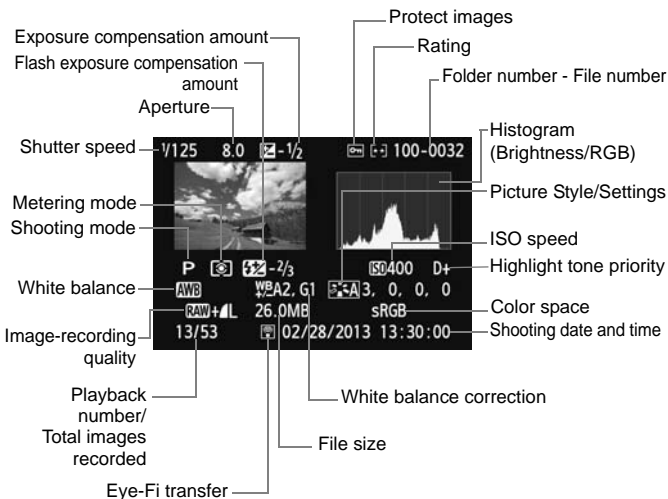 Protect images
Exposure compensation amount
Rating
Flash exposure compensation
amount
Folder number - File number
Aperture
Shutter speed
1/125 8.0 -1/2 100-0032
Histogram
(Brightness/RGB)
Metering mode
Picture Style/Settings
Shooting mode
ISO speed
P -2/3 ISO400 D+
Highlight tone priority
White balance
AWB WB A2, G1 A 3, 0, 0, 0
RAW+L 26.0MB sRGB
Color space
Image-recording
quality
13/53 02/28/2013 13:30:00
Shooting date and time
Playback
number/
Total images
recorded
White balance correction
File size
Eye-Fi transfer